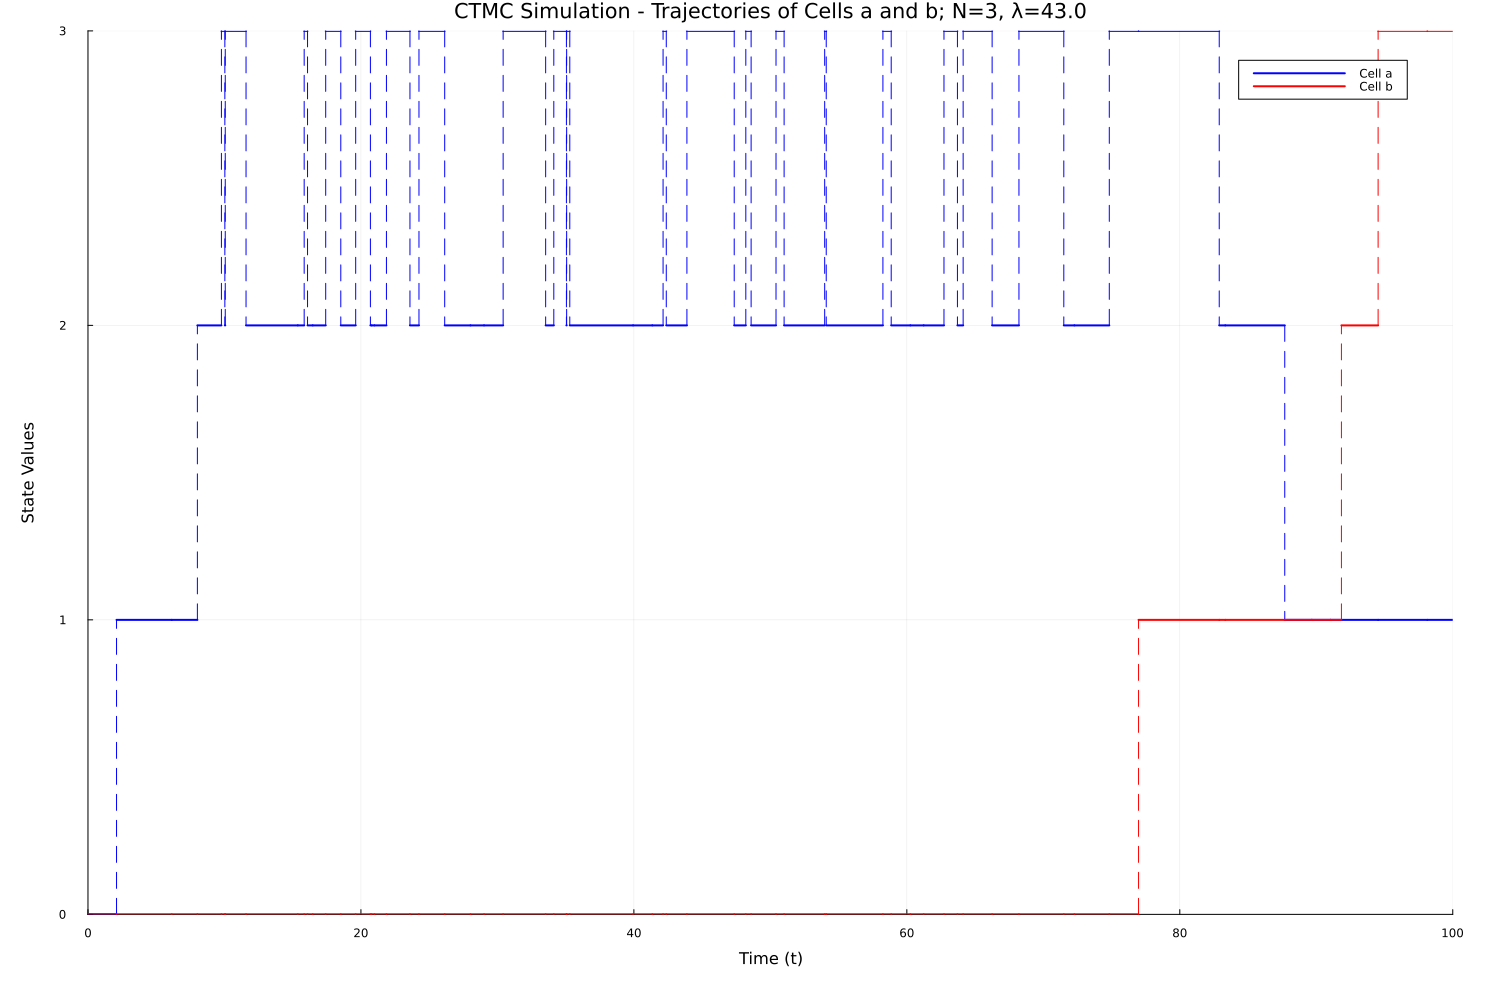 CTMC Simulation - Trajectories of Cells a and b; N=3, λ=43.0
3
Cell a
Cell b
2
State Values
1
0
0 20 40 60 80 100
Time (t)